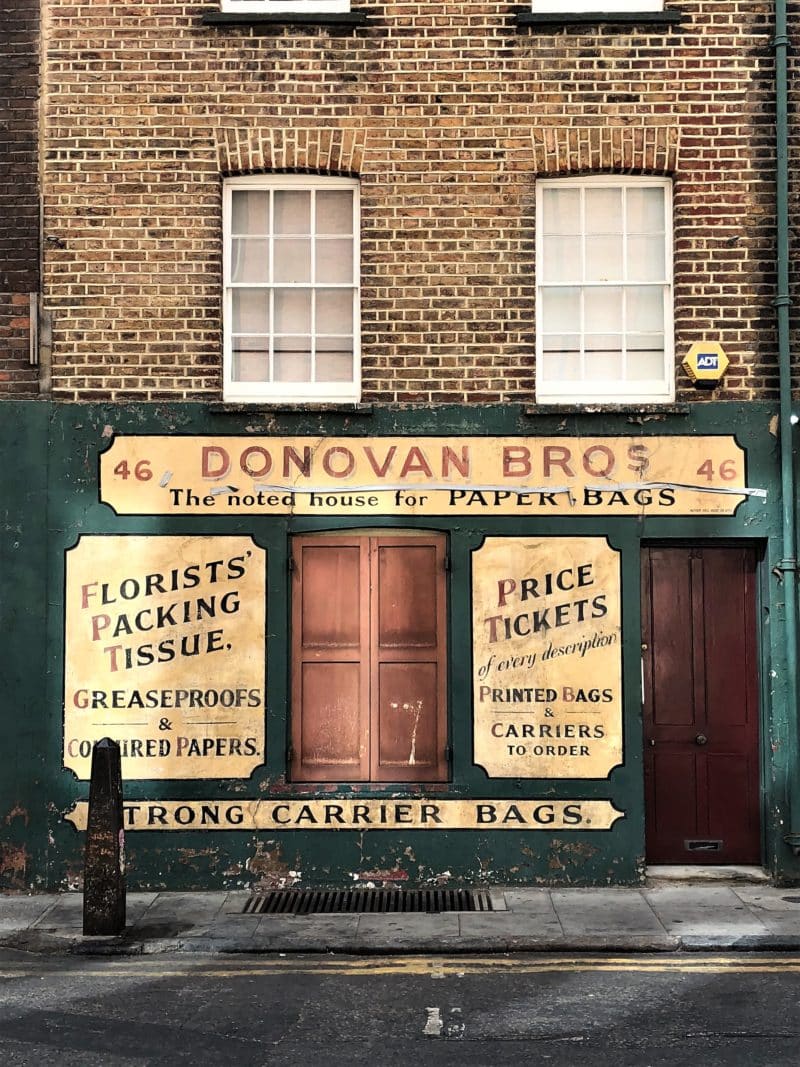 ADT
46 DONOVAN BROS 46
The noted house for PAPER BAGS
FLORISTS'
PACKING
TISSUE,
GREASEPROOFS
&
PAPERS.
PRICE
TICKETS
of every description
PRINTED BAGS
&
CARRIERS
TO ORDER
TRONG CARRIER BAGS.